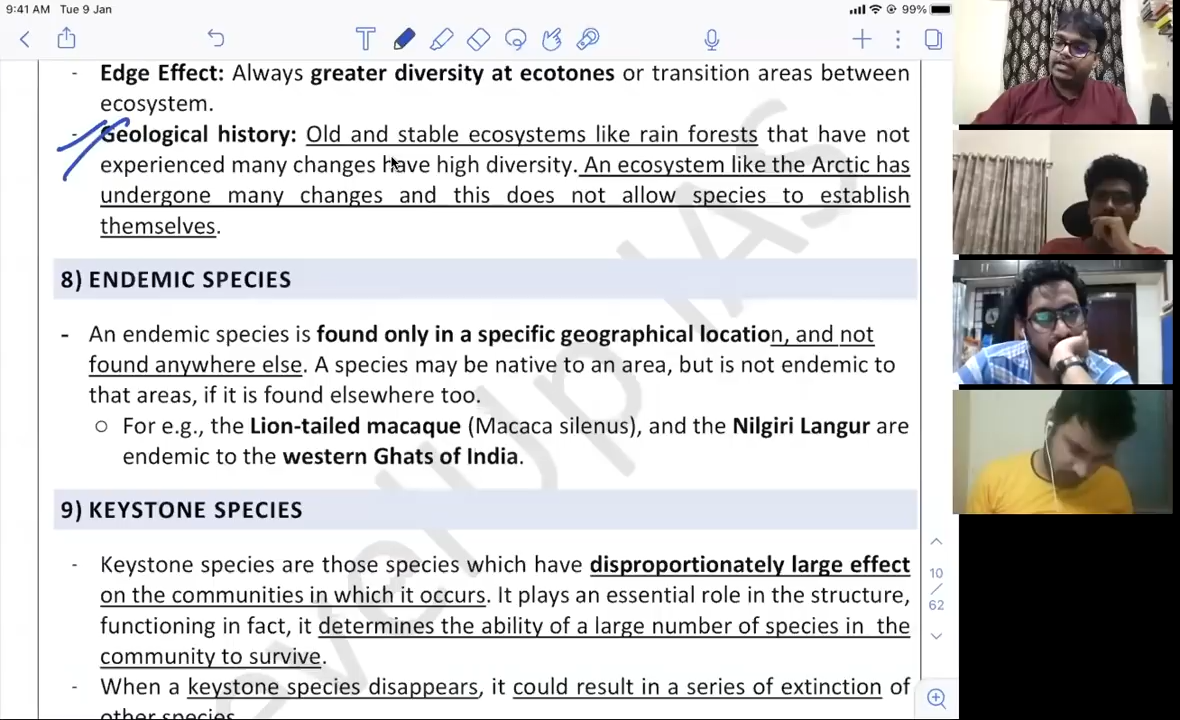 9:41 AM Tue 9 Jan
99%
- Edge Effect: Always greater diversity at ecotones or transition areas between
ecosystem.
- Geological history: Old and stable ecosystems like rain forests that have not
experienced many changes have high diversity. An ecosystem like the Arctic has
undergone many changes and this does not allow species to establish
themselves.
8) ENDEMIC SPECIES
- An endemic species is found only in a specific geographical location, and not
found anywhere else. A species may be native to an area, but is not endemic to
that areas, if it is found elsewhere too.
○ For e.g., the Lion-tailed macaque (Macaca silenus), and the Nilgiri Langur are
endemic to the western Ghats of India.
9) KEYSTONE SPECIES
- Keystone species are those species which have disproportionately large effect
on the communities in which it occurs. It plays an essential role in the structure,
functioning in fact, it determines the ability of a large number of species in the
community to survive.
- When a keystone species disappears, it could result in a series of extinction of
other species.
10
/
62
LevelUp IAS